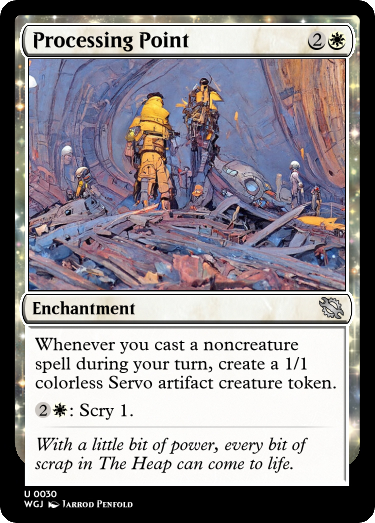 Processing Point 2
Enchantment
Whenever you cast a noncreature
spell during your turn, create a 1/1
colorless Servo artifact creature token.
2 : Scry 1.
With a little bit of power, every bit of
scrap in The Heap can come to life.
U 0030
WGJ Jarrod Penfold